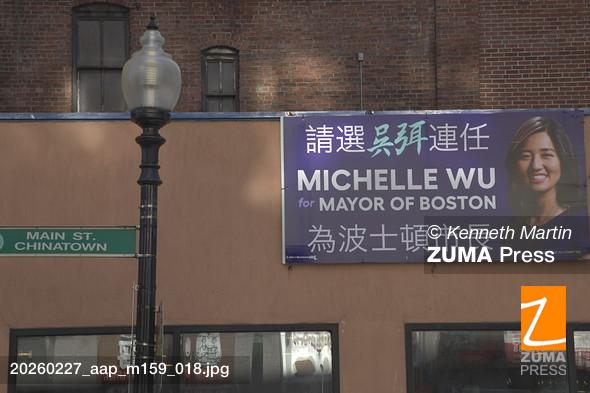 請選吳弭連任
MICHELLE WU
for MAYOR OF BOSTON
為波士頓市長
MAIN ST.
CHINATOWN
© Kenneth Martin
ZUMA Press
ZUMA
PRESS
20260227_aap_m159_018.jpg